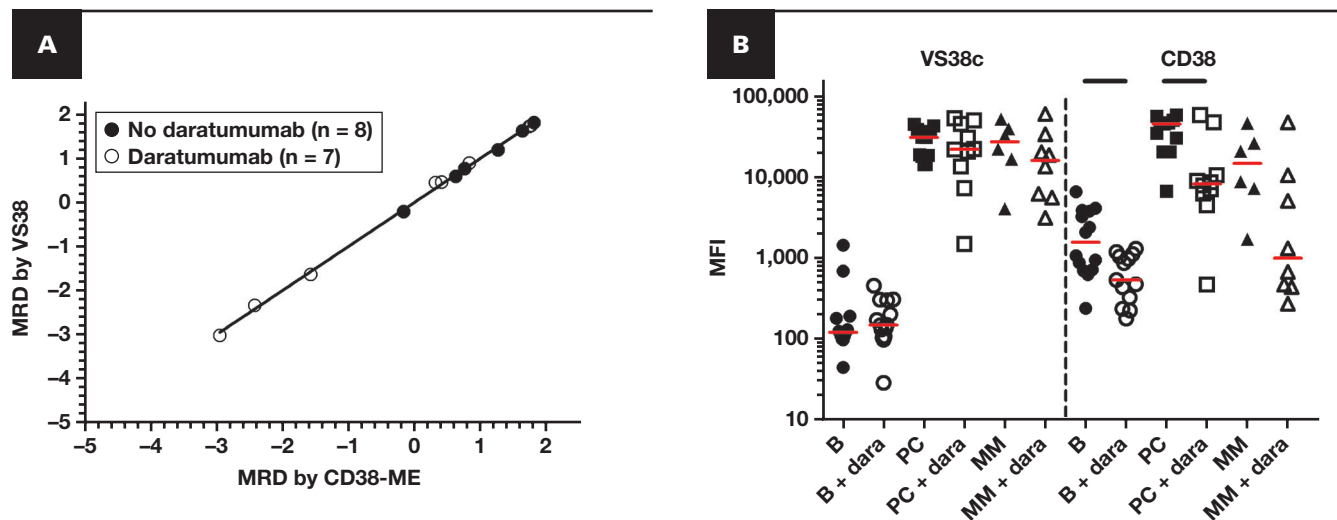 A
2
1
0
–1
–2
–3
–4
–5
MRD by VS38
No daratumumab (n = 8)
Daratumumab (n = 7)
–5 –4 –3 –2 –1 0 1 2
MRD by CD38-ME
B
VS38c CD38
100,000
10,000
1,000
100
10
MFI
B
B + dara
PC
PC + dara
MM
MM + dara
B
B + dara
PC
PC + dara
MM
MM + dara